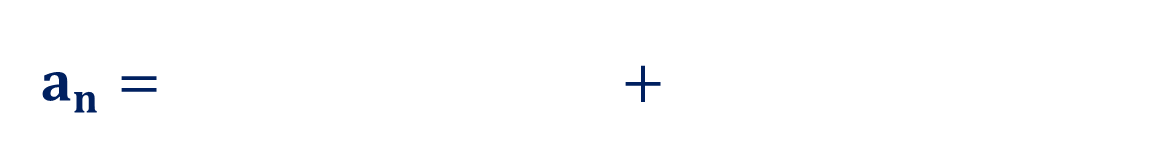 aₙ = +